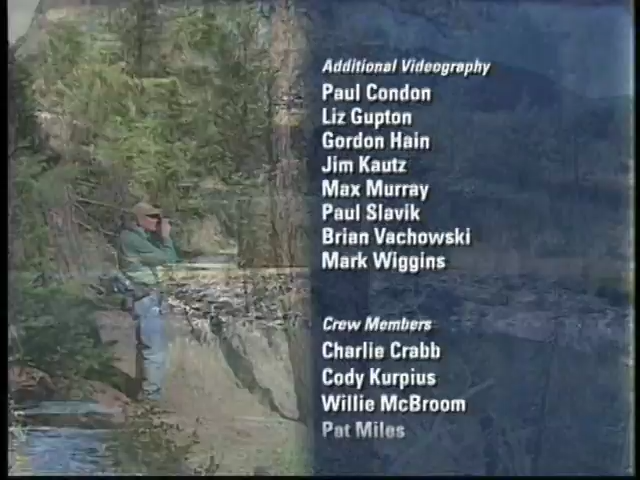 Additional Videography
Paul Condon
Liz Gupton
Gordon Hain
Jim Kautz
Max Murray
Paul Slavik
Brian Vachowski
Mark Wiggins
Crew Members
Charlie Crabb
Cody Kurpius
Willie McBroom
Pat Miles